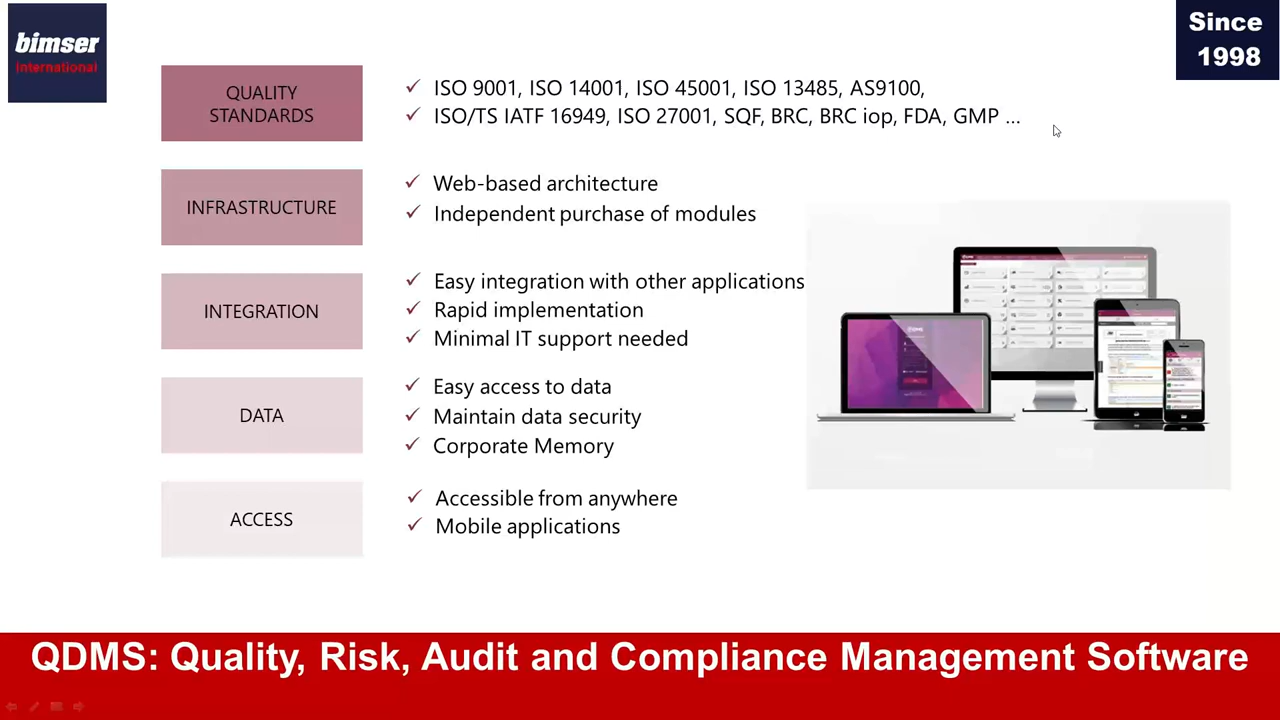 bimser
international
Since
1998
QUALITY
STANDARDS
ISO 9001, ISO 14001, ISO 45001, ISO 13485, AS9100,
ISO/TS IATF 16949, ISO 27001, SQF, BRC, BRC iop, FDA, GMP ...
INFRASTRUCTURE
Web-based architecture
Independent purchase of modules
INTEGRATION
Easy integration with other applications
Rapid implementation
Minimal IT support needed
DATA
Easy access to data
Maintain data security
Corporate Memory
ACCESS
Accessible from anywhere
Mobile applications
QDMS: Quality, Risk, Audit and Compliance Management Software